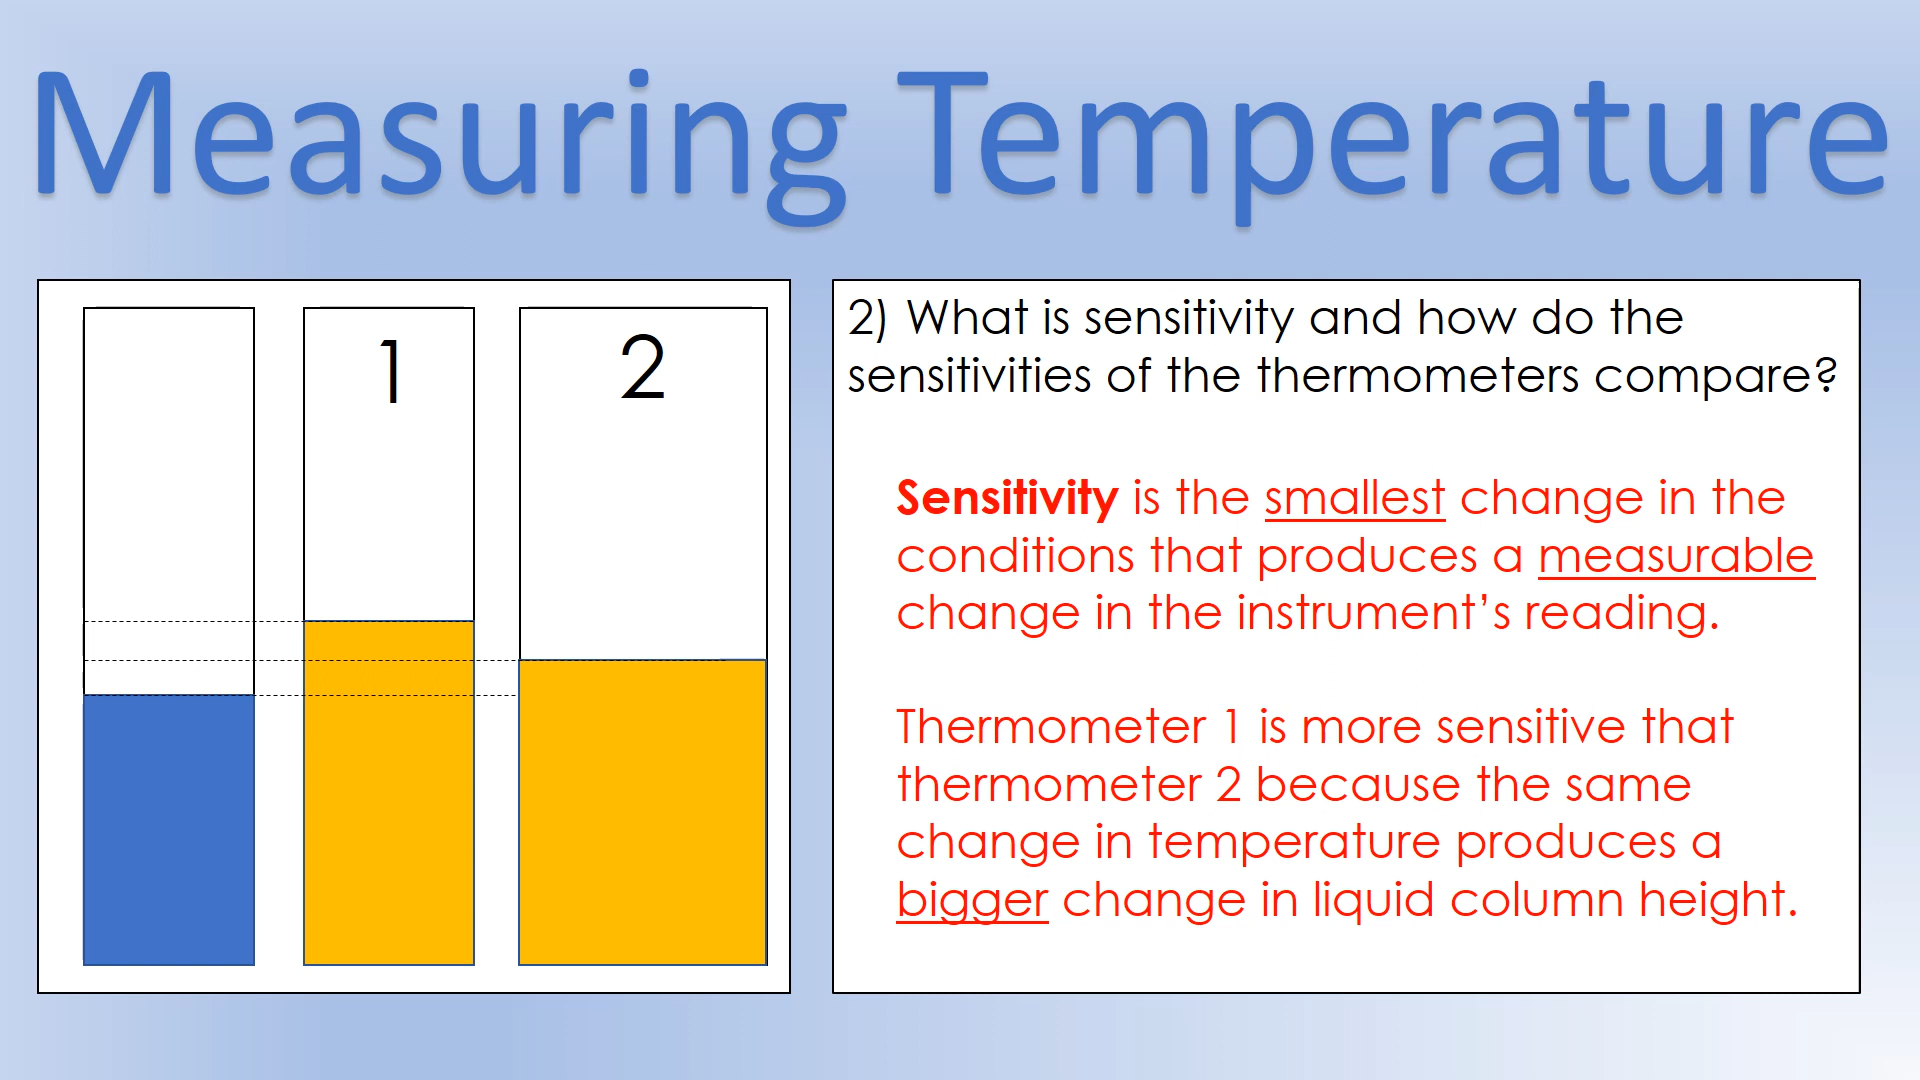 Measuring Temperature
1
2
2) What is sensitivity and how do the
sensitivities of the thermometers compare?
Sensitivity is the smallest change in the
conditions that produces a measurable
change in the instrument’s reading.
Thermometer 1 is more sensitive that
thermometer 2 because the same
change in temperature produces a
bigger change in liquid column height.